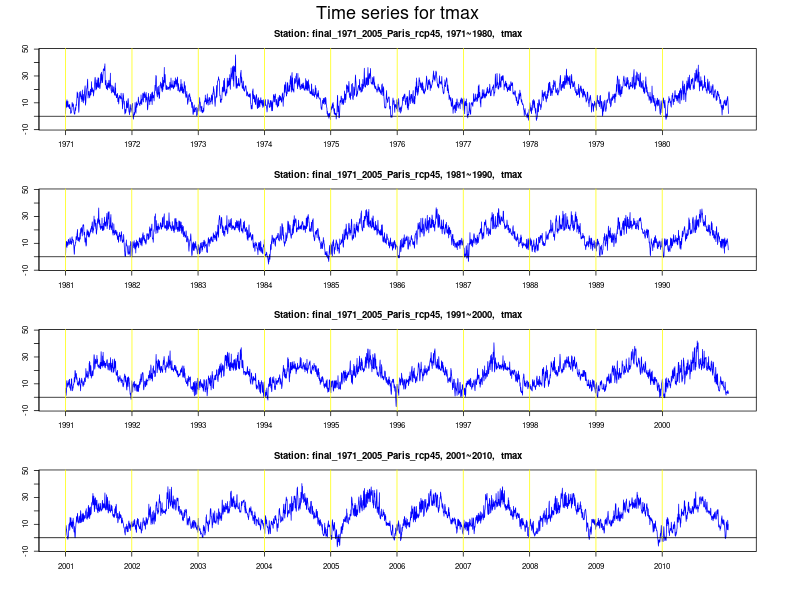 Time series for tmax
Station: final_1971_2005_Paris_rcp45, 1971~1980, tmax
50
30
10
-10
1971 1972 1973 1974 1975 1976 1977 1978 1979 1980
Station: final_1971_2005_Paris_rcp45, 1981~1990, tmax
50
30
10
-10
1981 1982 1983 1984 1985 1986 1987 1988 1989 1990
Station: final_1971_2005_Paris_rcp45, 1991~2000, tmax
50
30
10
-10
1991 1992 1993 1994 1995 1996 1997 1998 1999 2000
Station: final_1971_2005_Paris_rcp45, 2001~2010, tmax
50
30
10
-10
2001 2002 2003 2004 2005 2006 2007 2008 2009 2010